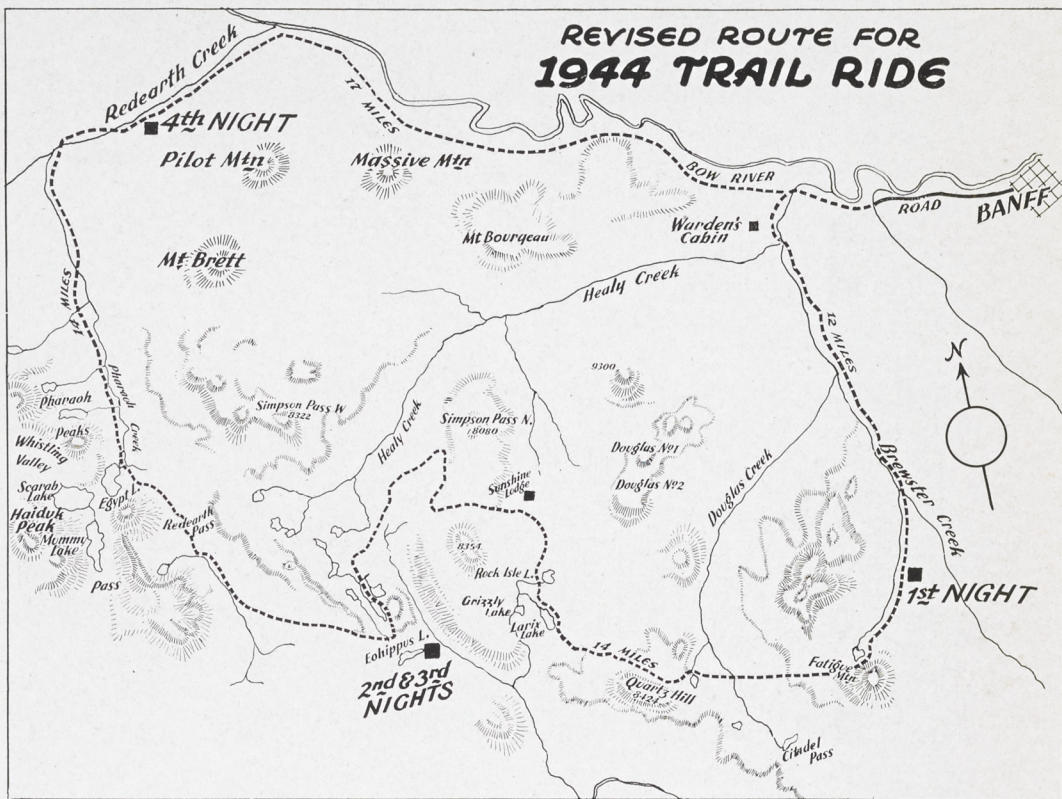 REVISED ROUTE FOR
1944 TRAIL RIDE
Redearth Creek
4th NIGHT
12 MILES
Pilot Mtn
Massive Mtn
BOW RIVER
ROAD
BANFF
Warden's
Cabin
Mt Bourgeau
Mt. Brett
Healy Creek
14 MILES
12 MILES
N
Pharaoh
Peaks
Pharaoh
Creek
Whistling
Valley
Scarab
Lake
Egypt L.
Haiduk
Peak
Mummy
Lake
Pass
Redearth
Pass
Simpson Pass W
8322
Healy Creek
Simpson Pass N.
8080
9300
Douglas No1
Douglas No2
Sunshine
Lodge
Douglas Creek
Brewster Creek
8354
Rock Isle L.
Grizzly
Lake
Larix
Lake
1st NIGHT
Eohippus L.
2nd & 3rd
NIGHTS
14 MILES
Quartz Hill
8424
Fatigue
Mtn
Citadel
Pass